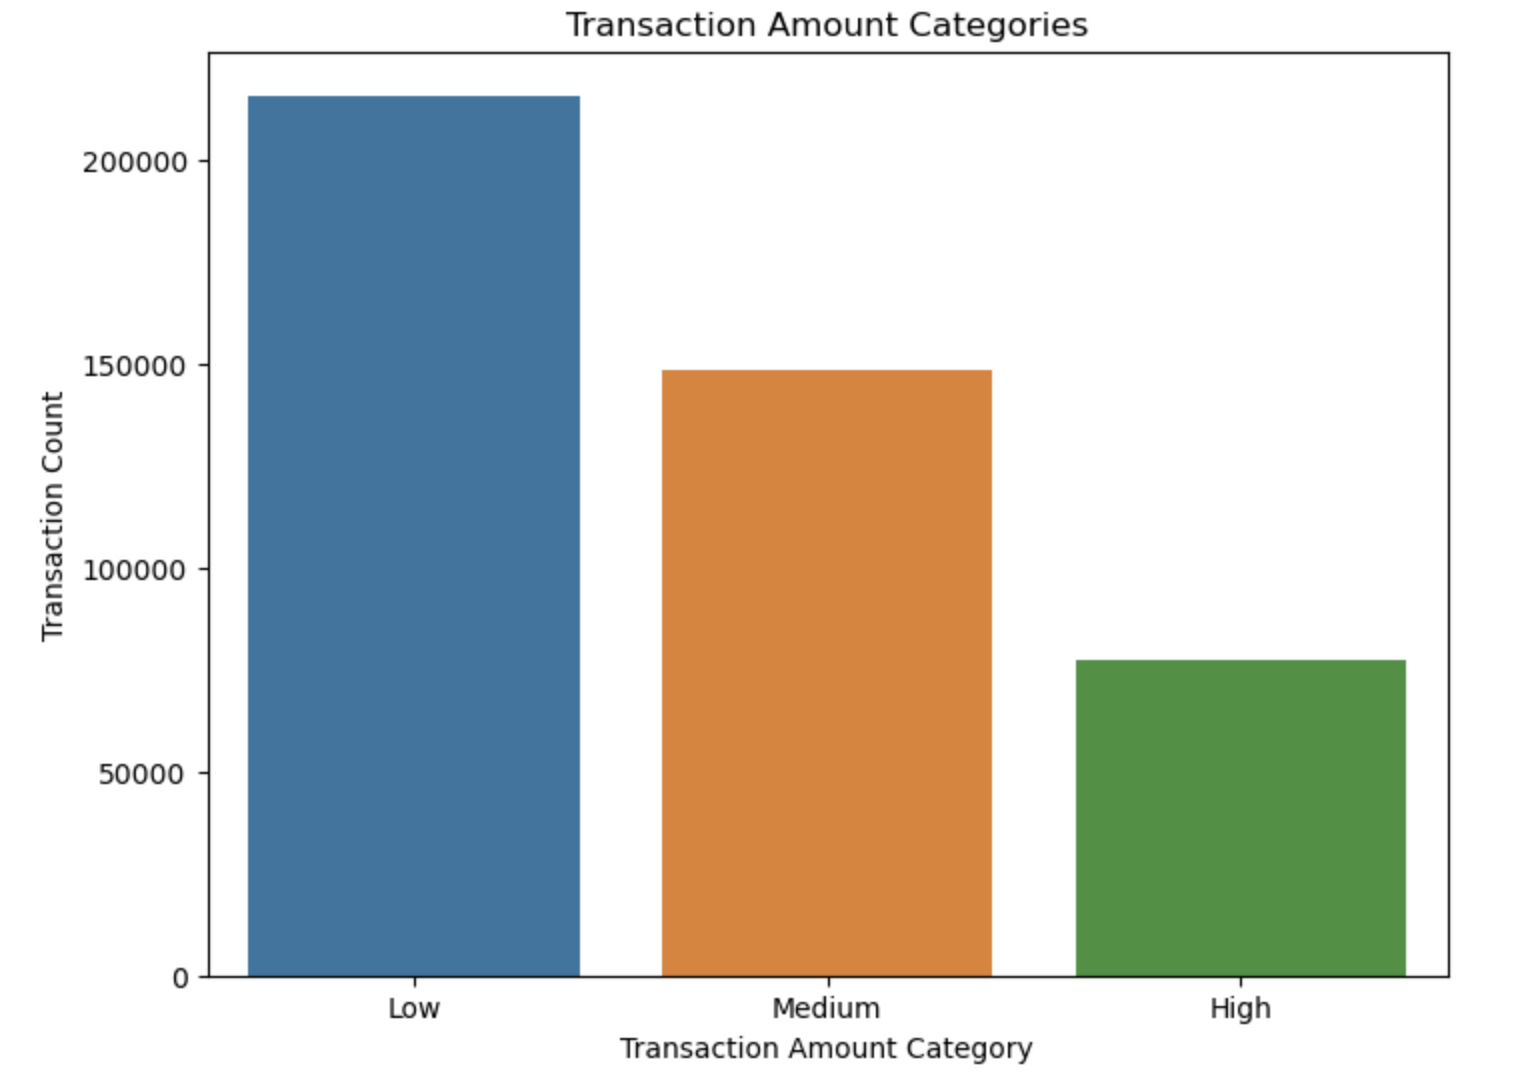 Transaction Amount Categories
200000
150000
100000
50000
0
Transaction Count
Low
Medium
High
Transaction Amount Category